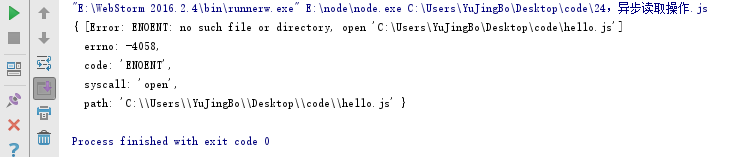 "E:\WebStorm 2016.2.4\bin\runnerw.exe" E:\node\node.exe C:\Users\YuJingBo\Desktop\code\24，异步读取操作.js
{ [Error: ENOENT: no such file or directory, open 'C:\Users\YuJingBo\Desktop\code\hello.js']
errno: -4058,
code: 'ENOENT',
syscall: 'open',
path: 'C:\\Users\\YuJingBo\\Desktop\\code\\hello.js' }
Process finished with exit code 0